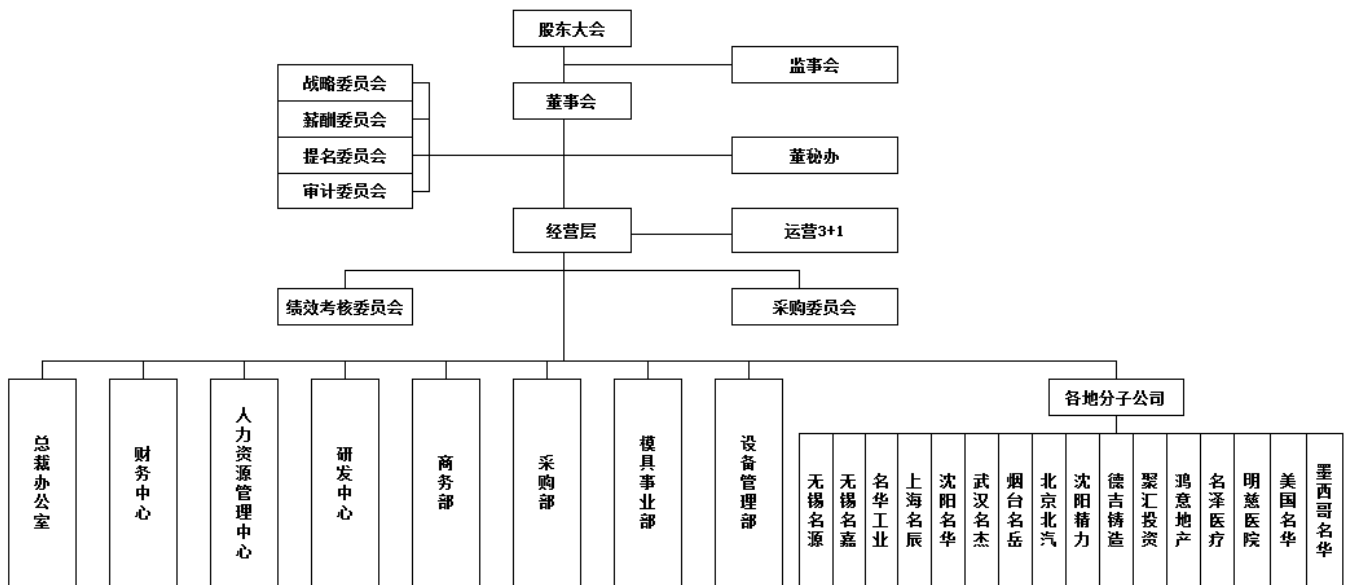 股东大会
监事会
战略委员会
董事会
薪酬委员会
提名委员会
董秘办
审计委员会
经营层
运营3+1
绩效考核委员会
采购委员会
各地分子公司
总裁办公室
财务中心
人力资源管理中心
研发中心
商务部
采购部
模具事业部
设备管理部
无锡名源
无锡名嘉
名华工业
上海名辰
沈阳名华
武汉名杰
烟台名岳
北京北汽
沈阳精力
德吉铸造
聚汇投资
鸿意地产
名泽医疗
明慈医院
美国名华
墨西哥名华